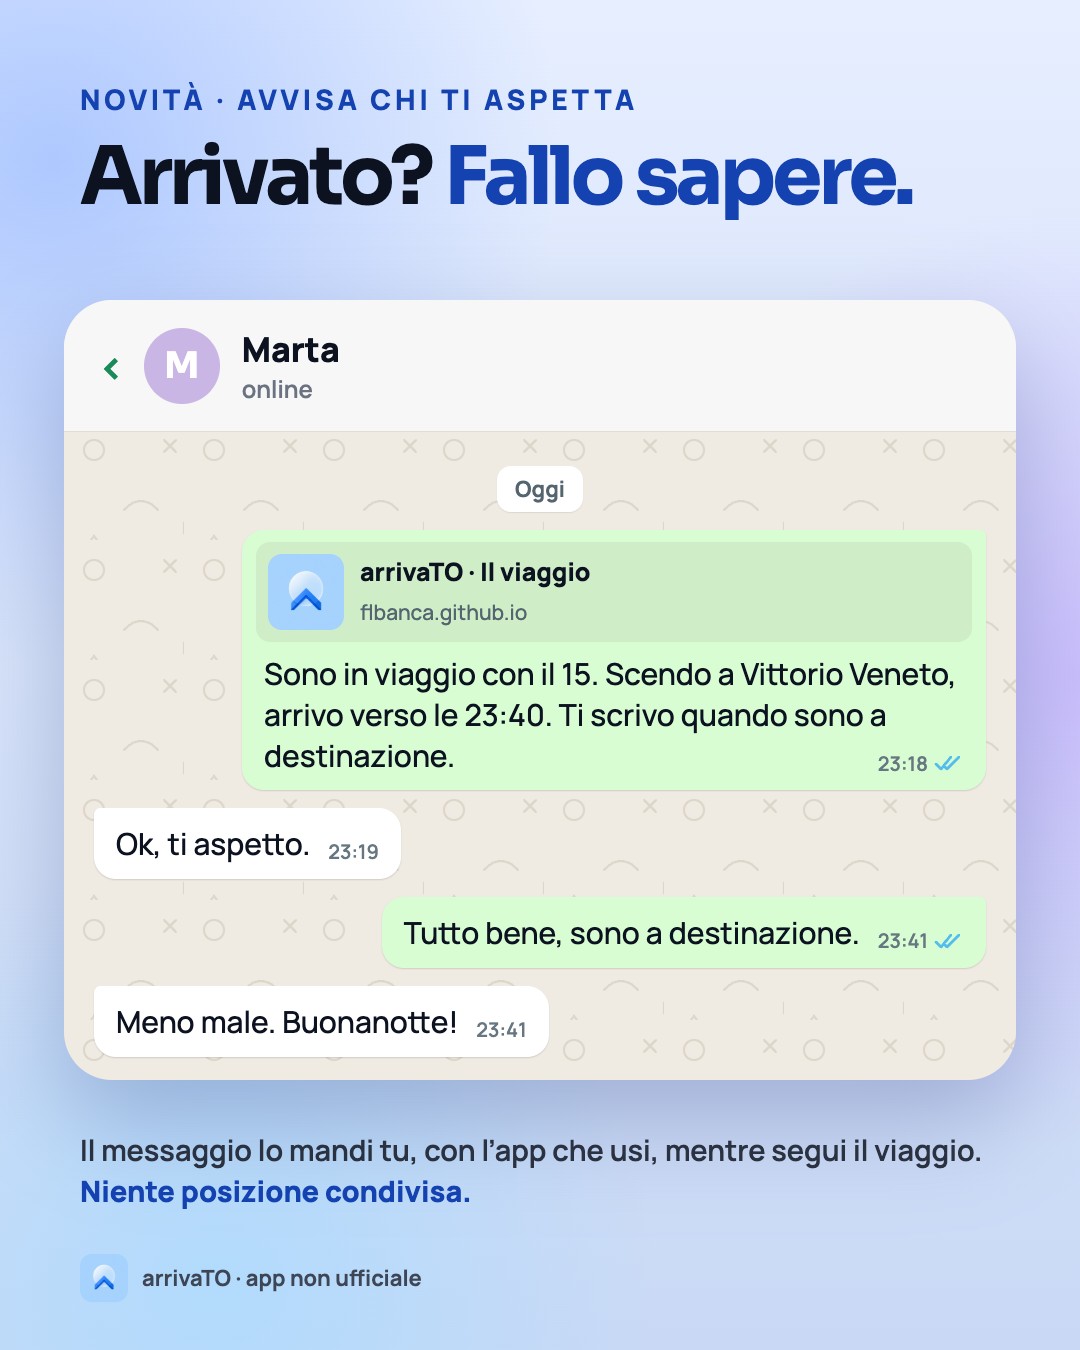 NOVITÀ · AVVISA CHI TI ASPETTA
Arrivato? Fallo sapere.
M
Marta
online
Oggi
arrivaTO · Il viaggio
flbanca.github.io
Sono in viaggio con il 15. Scendo a Vittorio Veneto,
arrivo verso le 23:40. Ti scrivo quando sono a
destinazione.
23:18
Ok, ti aspetto. 23:19
Tutto bene, sono a destinazione. 23:41
Meno male. Buonanotte! 23:41
Il messaggio lo mandi tu, con l’app che usi, mentre segui il viaggio.
Niente posizione condivisa.
arrivaTO · app non ufficiale